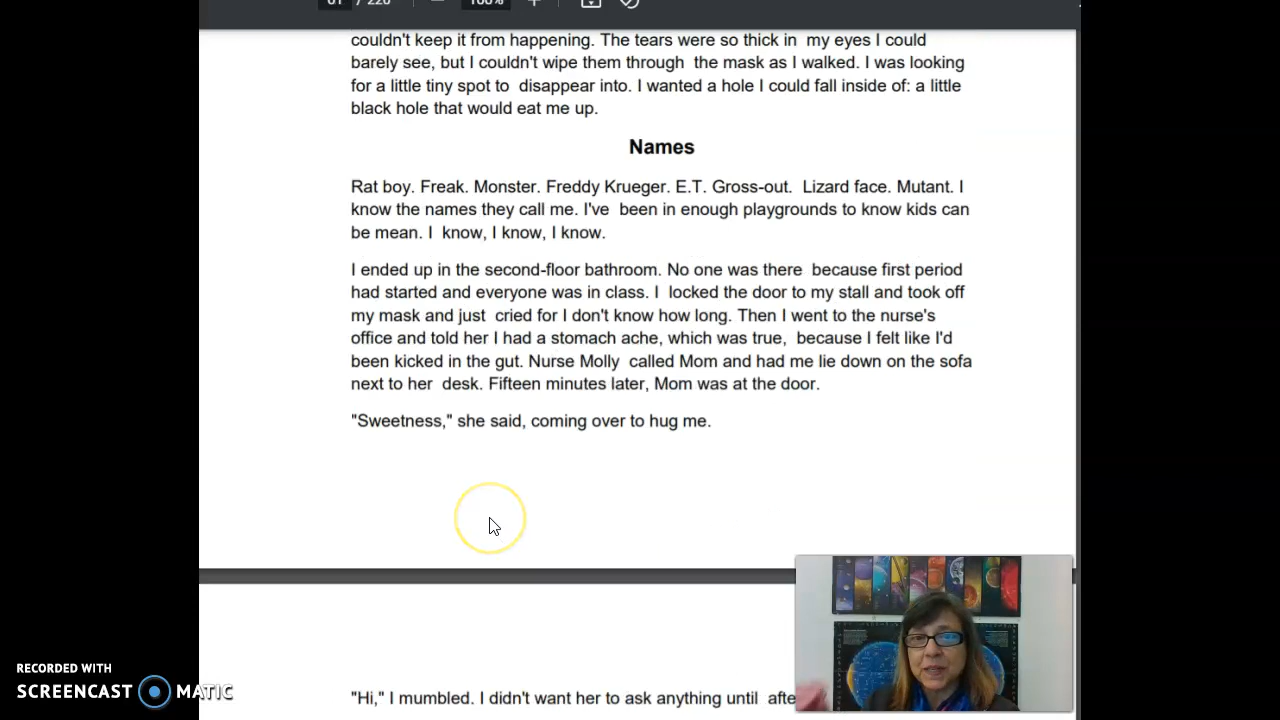 61 / 220 100%
couldn't keep it from happening. The tears were so thick in my eyes I could
barely see, but I couldn't wipe them through the mask as I walked. I was looking
for a little tiny spot to disappear into. I wanted a hole I could fall inside of: a little
black hole that would eat me up.
Names
Rat boy. Freak. Monster. Freddy Krueger. E.T. Gross-out. Lizard face. Mutant. I
know the names they call me. I've been in enough playgrounds to know kids can
be mean. I know, I know, I know.
I ended up in the second-floor bathroom. No one was there because first period
had started and everyone was in class. I locked the door to my stall and took off
my mask and just cried for I don't know how long. Then I went to the nurse's
office and told her I had a stomach ache, which was true, because I felt like I'd
been kicked in the gut. Nurse Molly called Mom and had me lie down on the sofa
next to her desk. Fifteen minutes later, Mom was at the door.
"Sweetness," she said, coming over to hug me.
"Hi," I mumbled. I didn't want her to ask anything until
RECORDED WITH
SCREENCAST MATIC